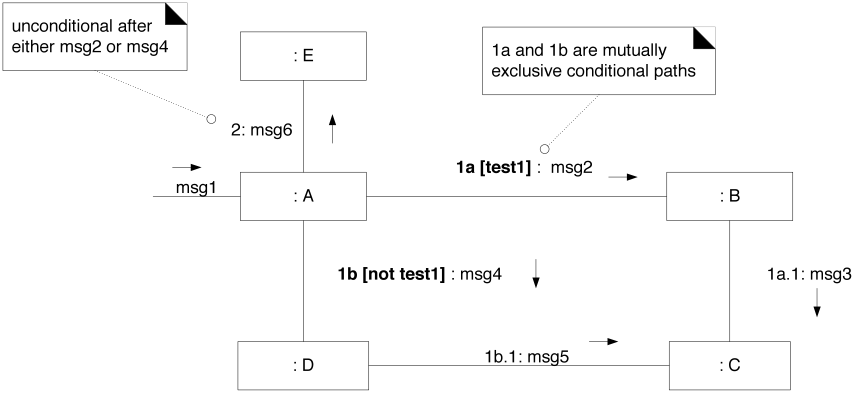 unconditional after
either msg2 or msg4
: E
1a and 1b are mutually
exclusive conditional paths
2: msg6
msg1
: A
1a [test1] : msg2
: B
1b [not test1] : msg4
1a.1: msg3
: D
1b.1: msg5
: C